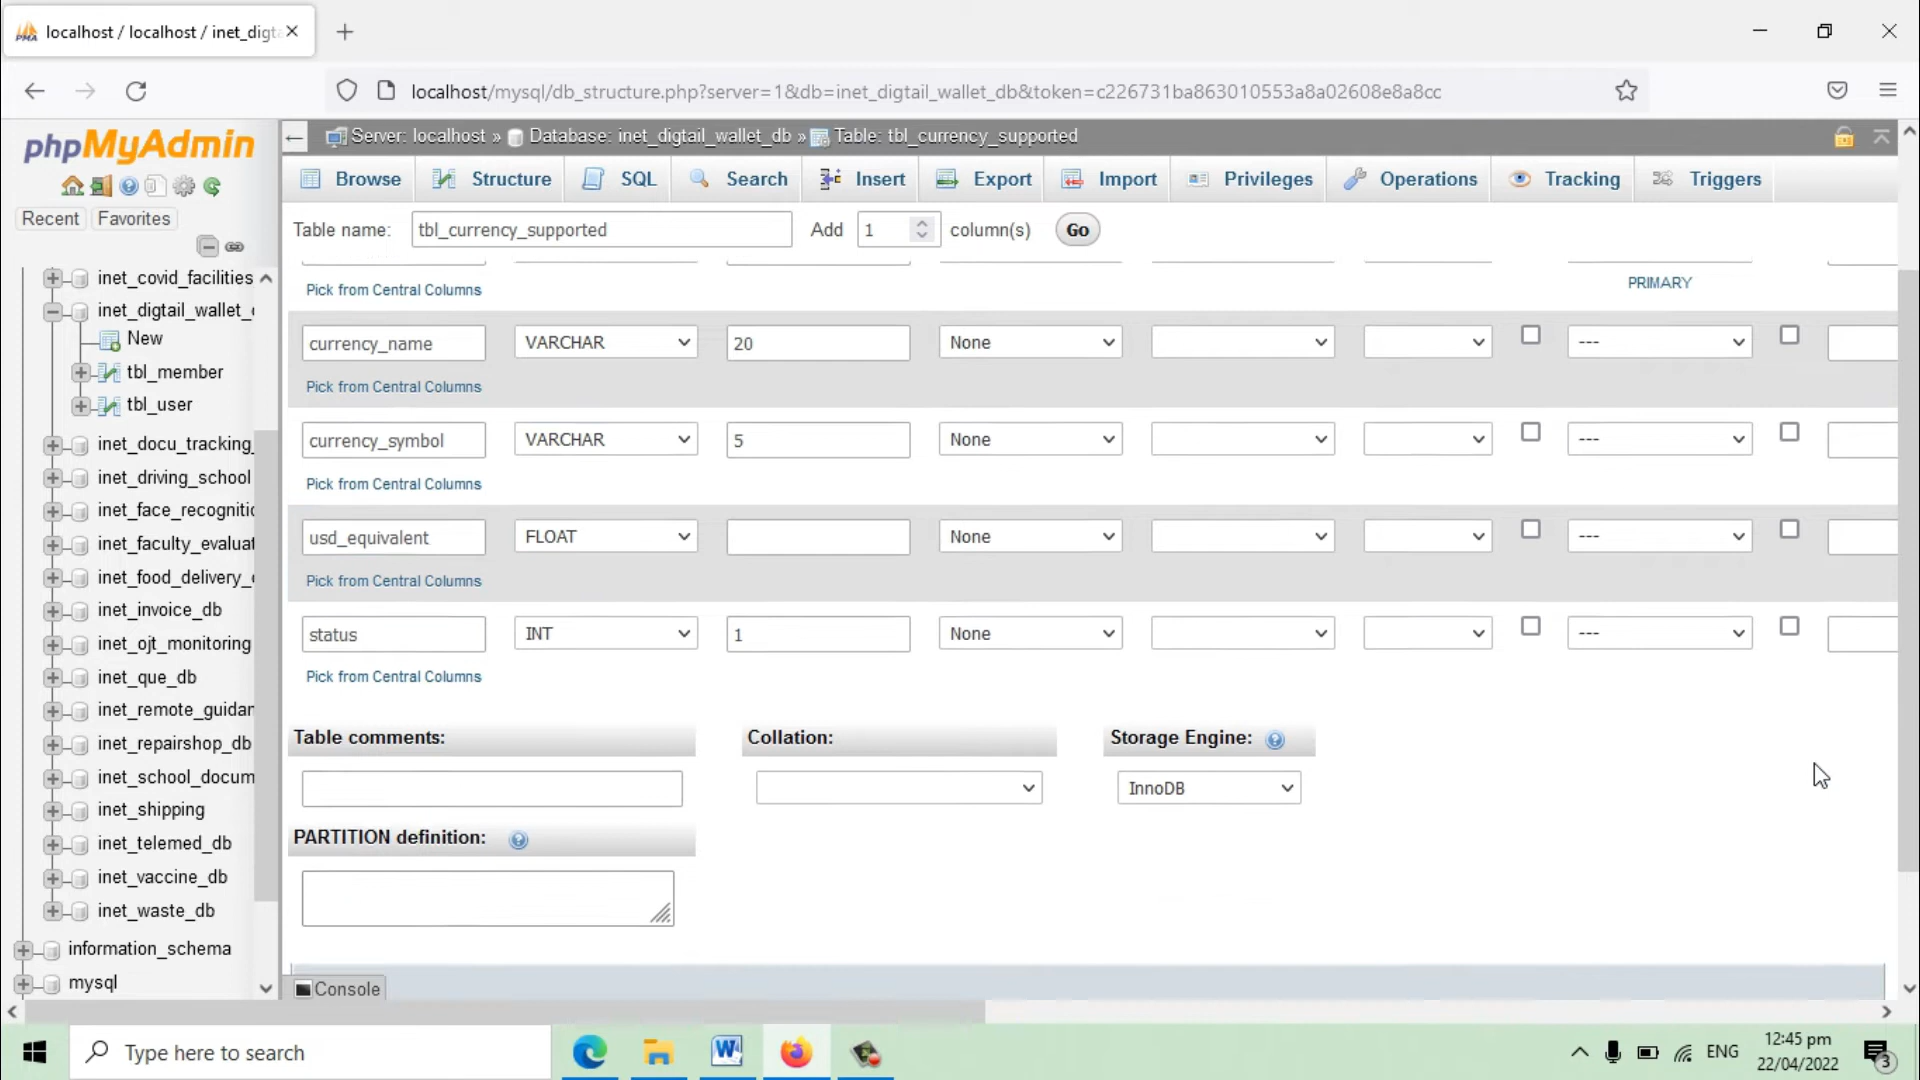 localhost / localhost / inet_digta
localhost/mysql/db_structure.php?server=1&db=inet_digtail_wallet_db&token=c226731ba863010553a8a02608e8a8cc
phpMyAdmin
Recent Favorites
inet_covid_facilities
inet_digtail_wallet_
New
tbl_member
tbl_user
inet_docu_tracking_
inet_driving_school
inet_face_recognitic
inet_faculty_evaluat
inet_food_delivery_
inet_invoice_db
inet_ojt_monitoring
inet_que_db
inet_remote_guidar
inet_repairshop_db
inet_school_docum
inet_shipping
inet_telemed_db
inet_vaccine_db
inet_waste_db
information_schema
mysql
Server: localhost » Database: inet_digtail_wallet_db » Table: tbl_currency_supported
Browse Structure SQL Search Insert Export Import Privileges Operations Tracking Triggers
Table name: tbl_currency_supported Add 1 column(s) Go
Pick from Central Columns PRIMARY
currency_name VARCHAR 20 None ---
Pick from Central Columns
currency_symbol VARCHAR 5 None ---
Pick from Central Columns
usd_equivalent FLOAT None ---
Pick from Central Columns
status INT 1 None ---
Pick from Central Columns
Table comments: Collation: Storage Engine:
InnoDB
PARTITION definition:
Console
Type here to search
ENG
12:45 pm
22/04/2022
3